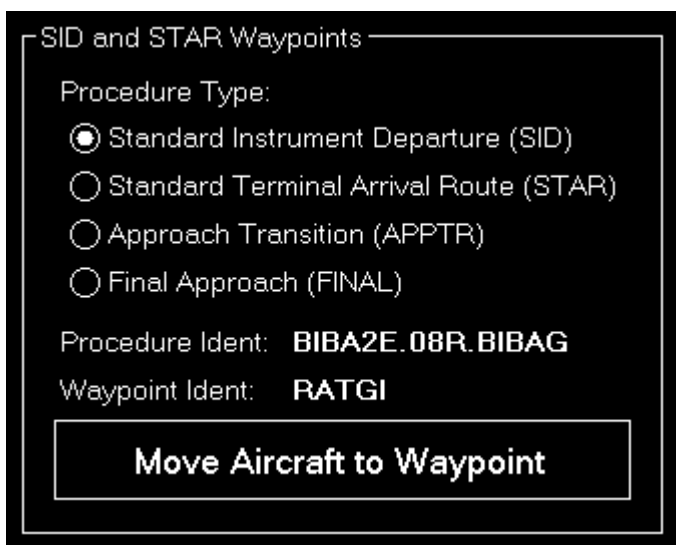 SID and STAR Waypoints
Procedure Type:
Standard Instrument Departure (SID)
Standard Terminal Arrival Route (STAR)
Approach Transition (APPTR)
Final Approach (FINAL)
Procedure Ident: BIBA2E.08R.BIBAG
Waypoint Ident: RATGI
Move Aircraft to Waypoint